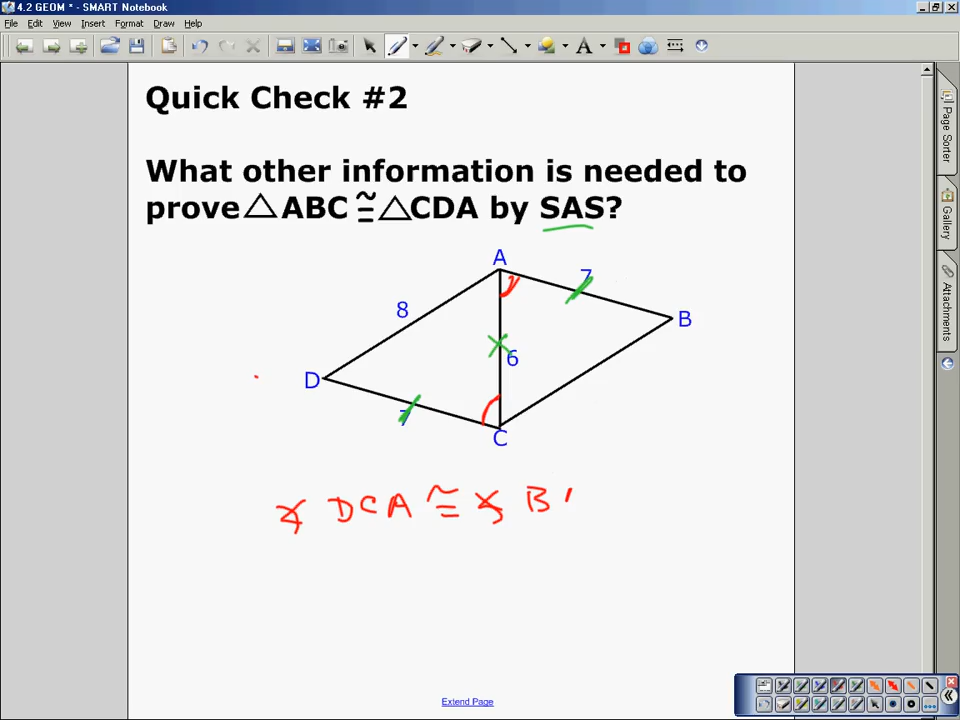 4.2 GEOM * - SMART Notebook
File Edit View Insert Format Tools Draw Help
Quick Check #2
What other information is needed to
prove △ABC ≅ △CDA by SAS?
A
7
8
B
6
D
7
C
∡ DCA ≅ ∡ B
Extend Page
Page Sorter
Gallery
Attachments